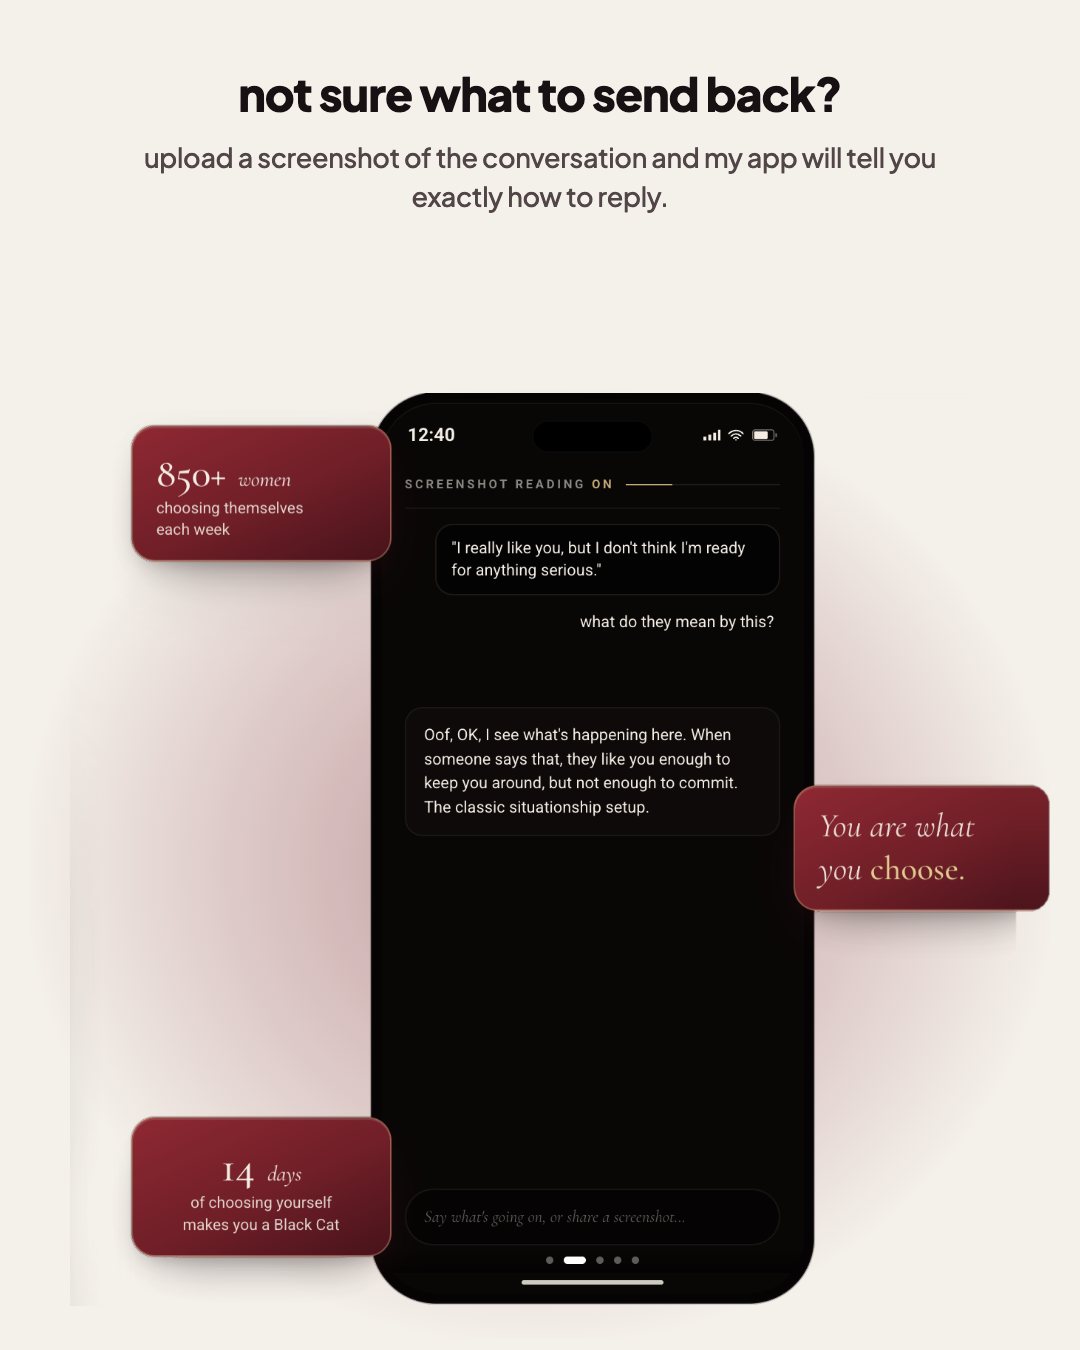 not sure what to send back?
upload a screenshot of the conversation and my app will tell you
exactly how to reply.
12:40
850+ women
choosing themselves
each week
SCREENSHOT READING ON
"I really like you, but I don't think I'm ready
for anything serious."
what do they mean by this?
Oof, OK, I see what's happening here. When
someone says that, they like you enough to
keep you around, but not enough to commit.
The classic situationship setup.
You are what
you choose.
14 days
of choosing yourself
makes you a Black Cat
Say what's going on, or share a screenshot...